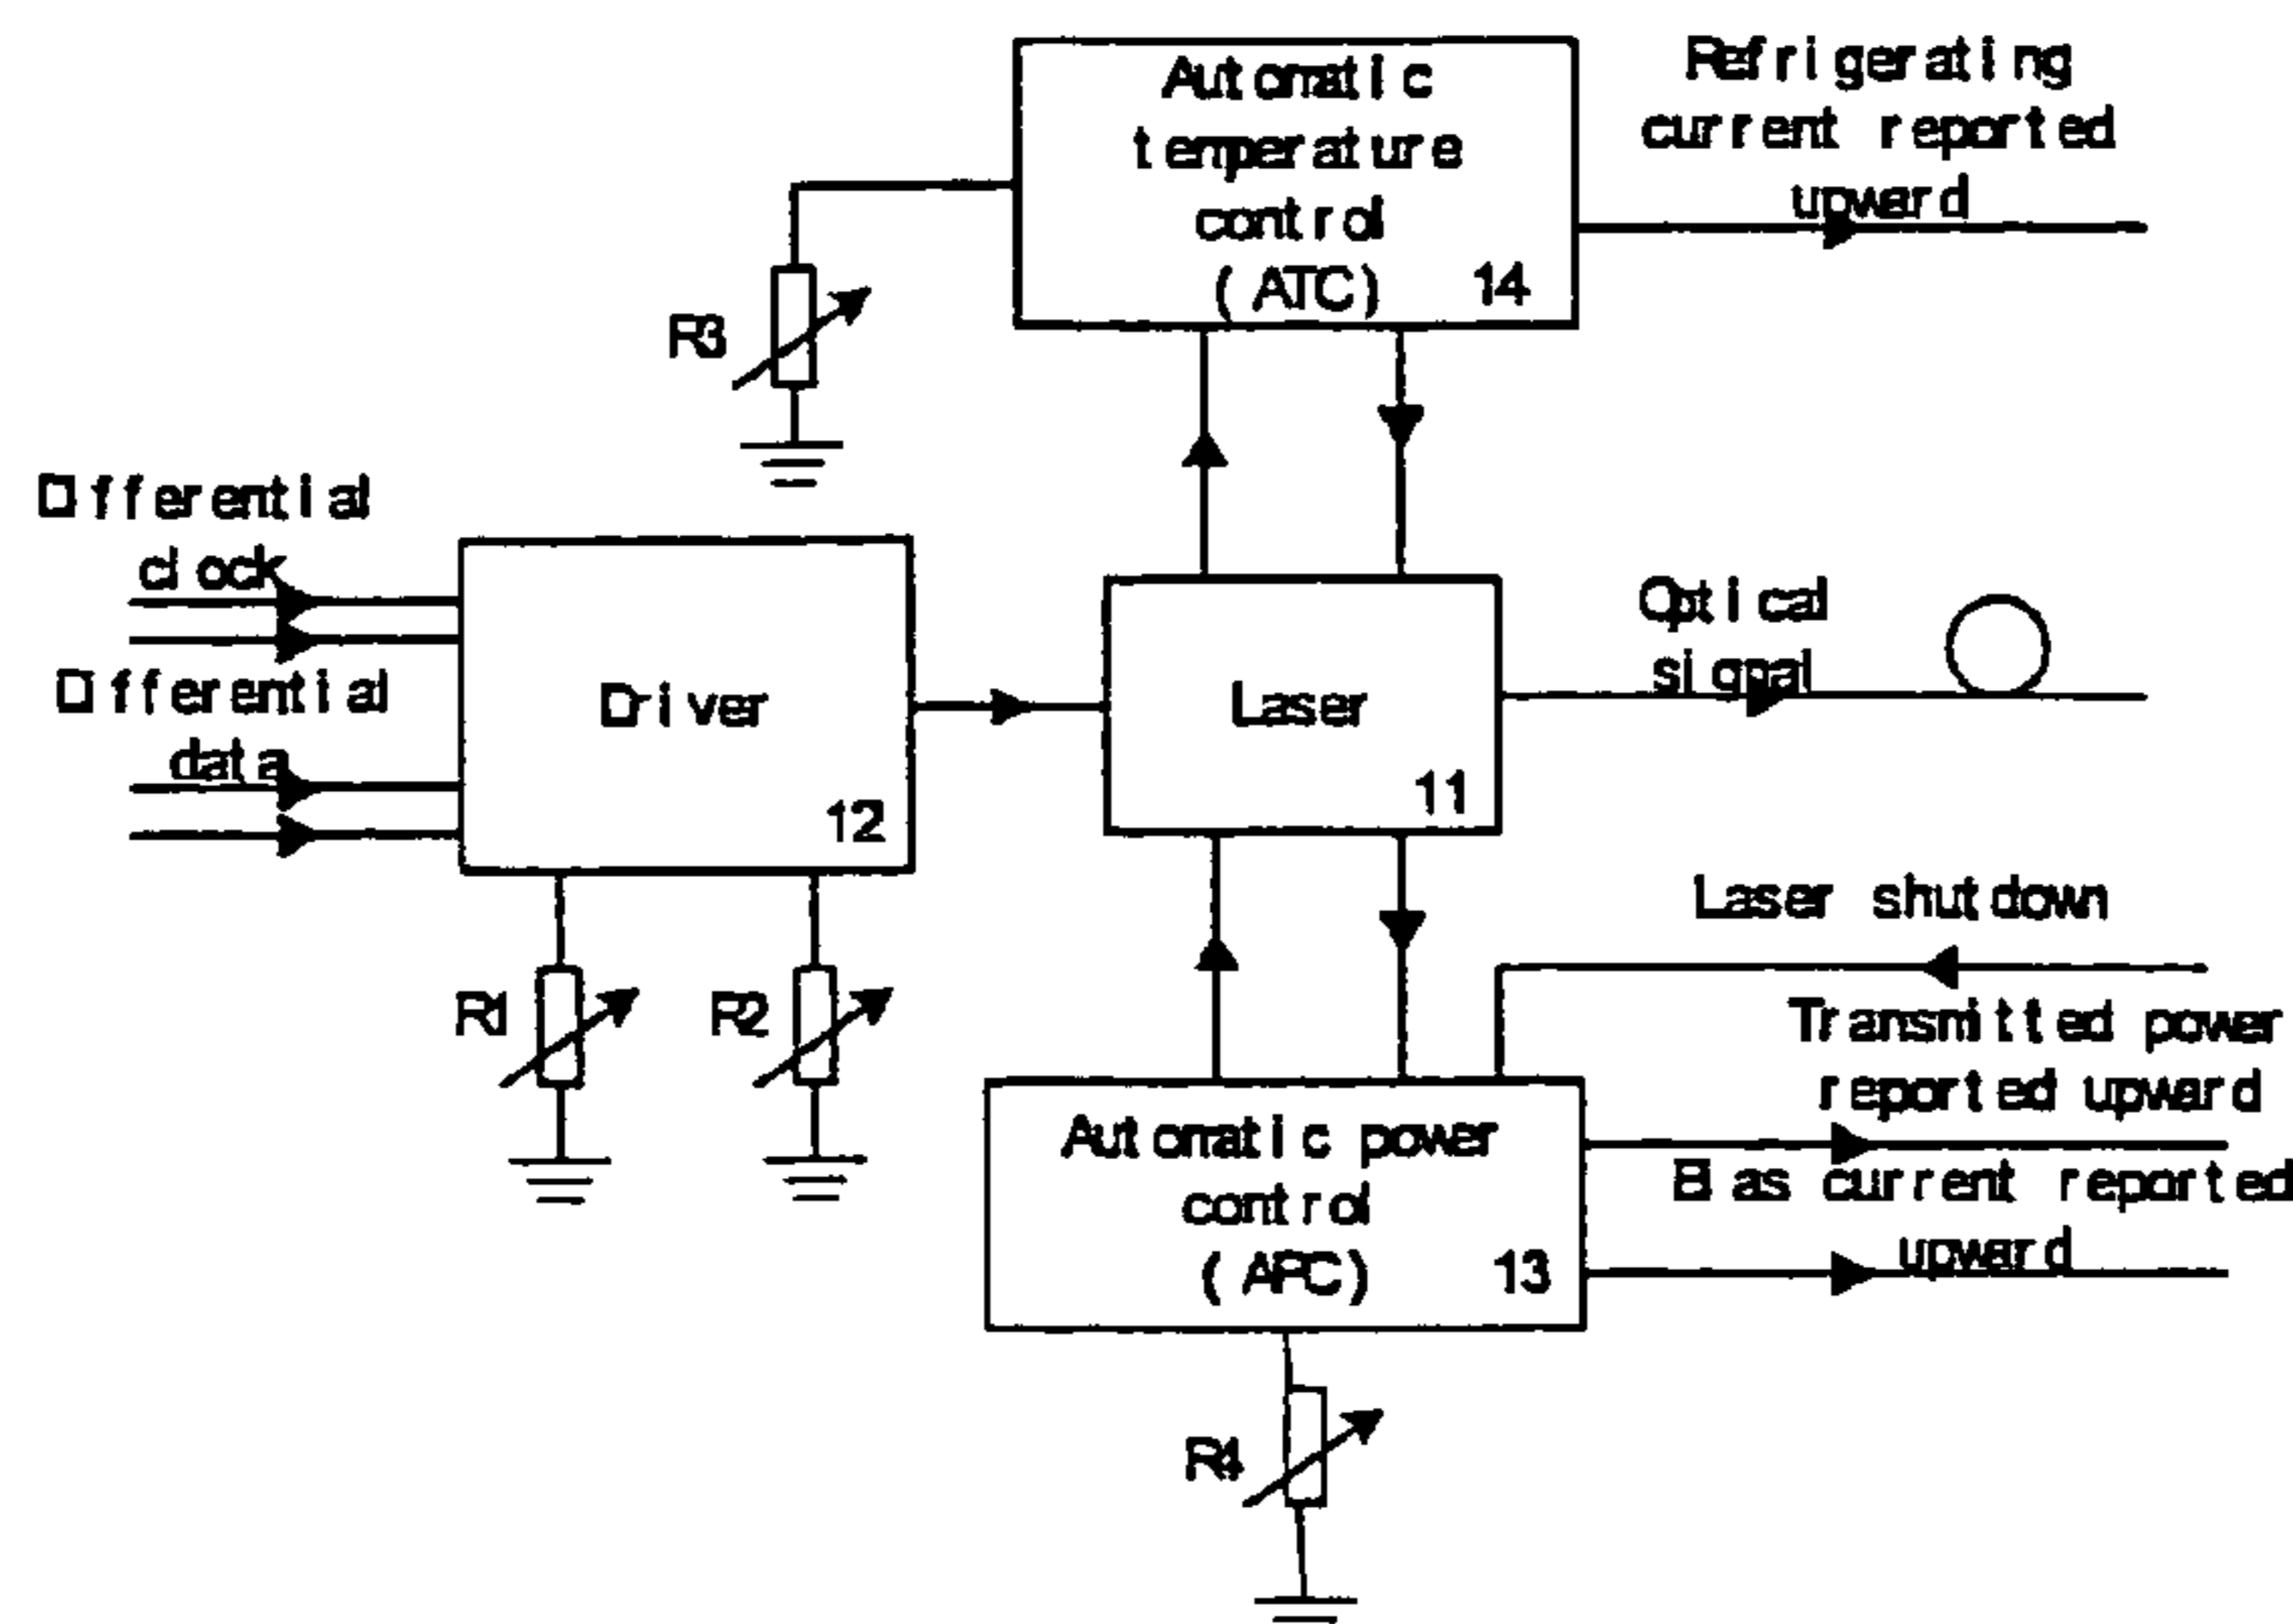 Automatic
temperature
control
(ATC)
14
Refrigerating
current reported
upward
R3
Differential
clock
Differential
data
Driver
12
Laser
11
Optical
signal
R1
R2
Laser shutdown
Transmitted power
reported upward
Bias current reported
upward
Automatic power
control
(APC)
13
R4